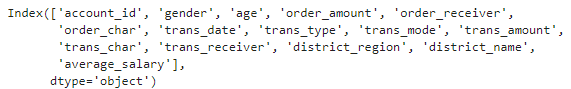 Index(['account_id', 'gender', 'age', 'order_amount', 'order_receiver',
'order_char', 'trans_date', 'trans_type', 'trans_mode', 'trans_amount',
'trans_char', 'trans_receiver', 'district_region', 'district_name',
'average_salary'],
dtype='object')